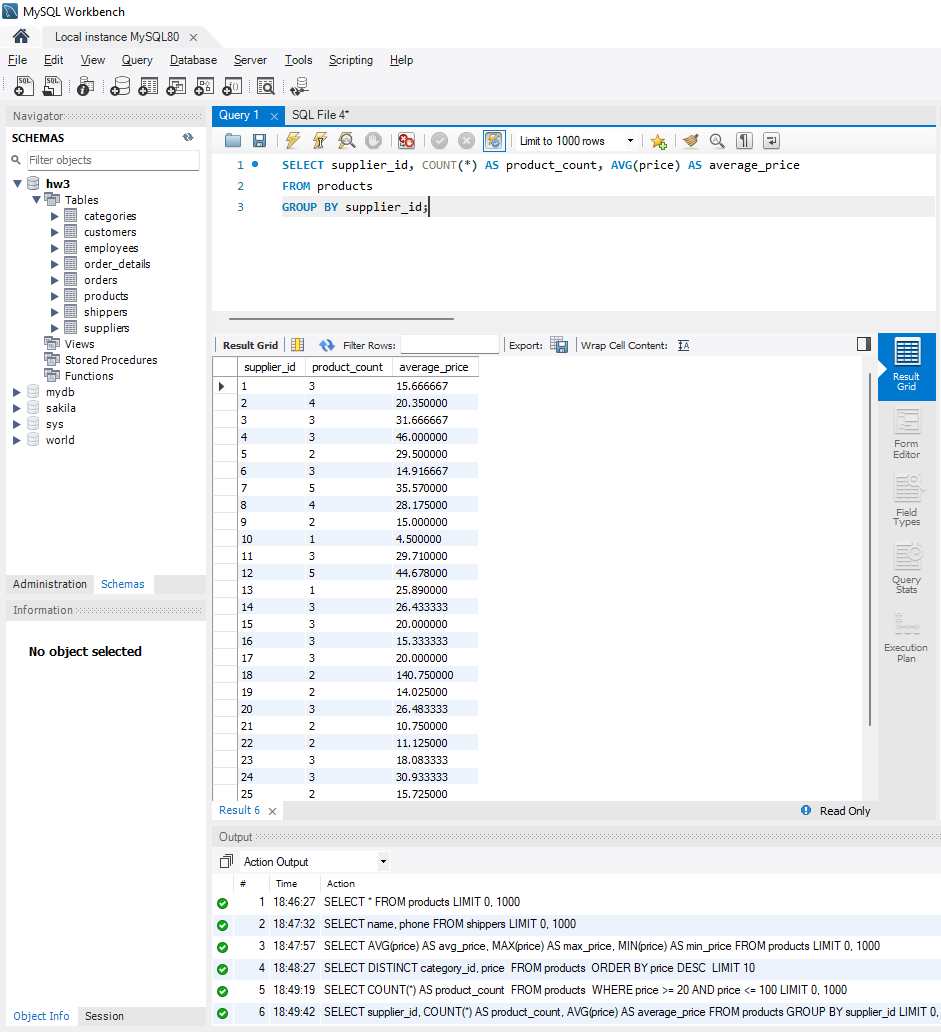 MySQL Workbench
Local instance MySQL80
File Edit View Query Database Server Tools Scripting Help
Navigator
SCHEMAS
Filter objects
hw3
Tables
categories
customers
employees
order_details
orders
products
shippers
suppliers
Views
Stored Procedures
Functions
mydb
sakila
sys
world
Administration Schemas
Information
No object selected
Object Info Session
Query 1 SQL File 4*
Limit to 1000 rows
1 SELECT supplier_id, COUNT(*) AS product_count, AVG(price) AS average_price
2 FROM products
3 GROUP BY supplier_id;
Result Grid Filter Rows: Export: Wrap Cell Content:
supplier_id product_count average_price
1 3 15.666667
2 4 20.350000
3 3 31.666667
4 3 46.000000
5 2 29.500000
6 3 14.916667
7 5 35.570000
8 4 28.175000
9 2 15.000000
10 1 4.500000
11 3 29.710000
12 5 44.678000
13 1 25.890000
14 3 26.433333
15 3 20.000000
16 3 15.333333
17 3 20.000000
18 2 140.750000
19 2 14.025000
20 3 26.483333
21 2 10.750000
22 2 11.125000
23 3 18.083333
24 3 30.933333
25 2 15.725000
Result Grid
Form Editor
Field Types
Query Stats
Execution Plan
Result 6 Read Only
Output
Action Output
# Time Action
1 18:46:27 SELECT * FROM products LIMIT 0, 1000
2 18:47:32 SELECT name, phone FROM shippers LIMIT 0, 1000
3 18:47:57 SELECT AVG(price) AS avg_price, MAX(price) AS max_price, MIN(price) AS min_price FROM products LIMIT 0, 1000
4 18:48:27 SELECT DISTINCT category_id, price FROM products ORDER BY price DESC LIMIT 10
5 18:49:19 SELECT COUNT(*) AS product_count FROM products WHERE price >= 20 AND price <= 100 LIMIT 0, 1000
6 18:49:42 SELECT supplier_id, COUNT(*) AS product_count, AVG(price) AS average_price FROM products GROUP BY supplier_id LIMIT 0,